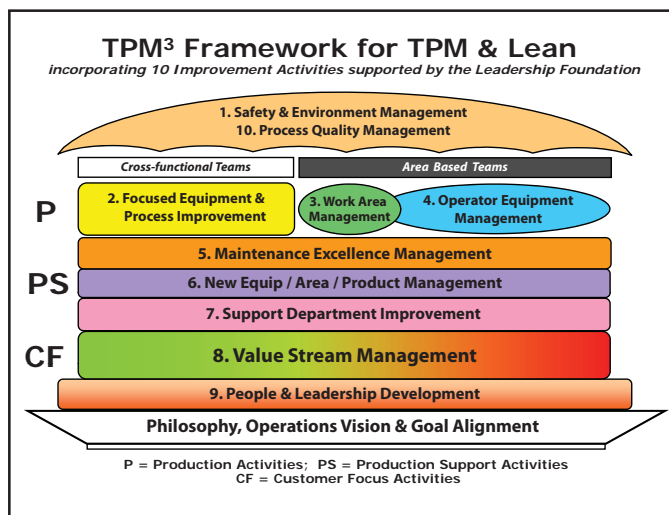 TPM³ Framework for TPM & Lean
incorporating 10 Improvement Activities supported by the Leadership Foundation
1. Safety & Environment Management
10. Process Quality Management
Cross-functional Teams
Area Based Teams
P
2. Focused Equipment &
Process Improvement
3. Work Area
Management
4. Operator Equipment
Management
5. Maintenance Excellence Management
PS
6. New Equip / Area / Product Management
7. Support Department Improvement
CF
8. Value Stream Management
9. People & Leadership Development
Philosophy, Operations Vision & Goal Alignment
P = Production Activities; PS = Production Support Activities
CF = Customer Focus Activities